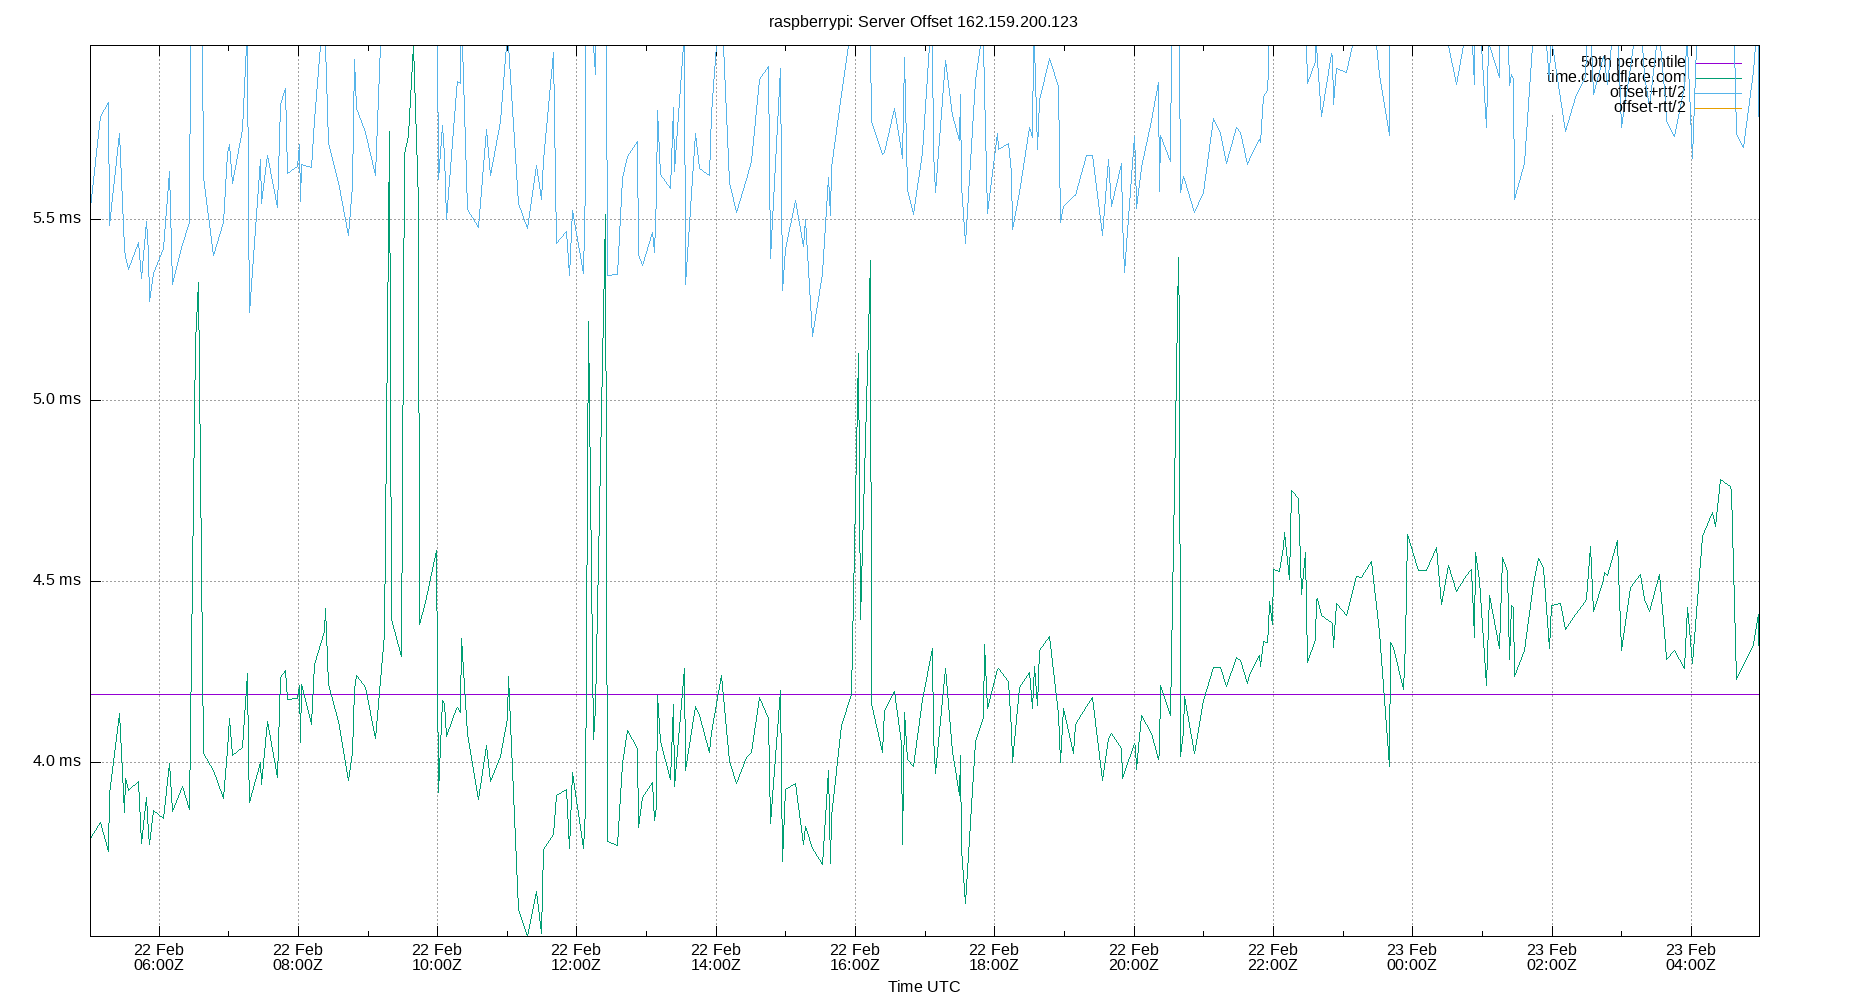 raspberrypi: Server Offset 162.159.200.123
50th percentile
time.cloudflare.com
offset+rtt/2
offset-rtt/2
5.5 ms
5.0 ms
4.5 ms
4.0 ms
22 Feb 22 Feb 22 Feb 22 Feb 22 Feb 22 Feb 22 Feb 22 Feb 22 Feb 23 Feb 23 Feb 23 Feb
06:00Z 08:00Z 10:00Z 12:00Z 14:00Z 16:00Z 18:00Z 20:00Z 22:00Z 00:00Z 02:00Z 04:00Z
Time UTC